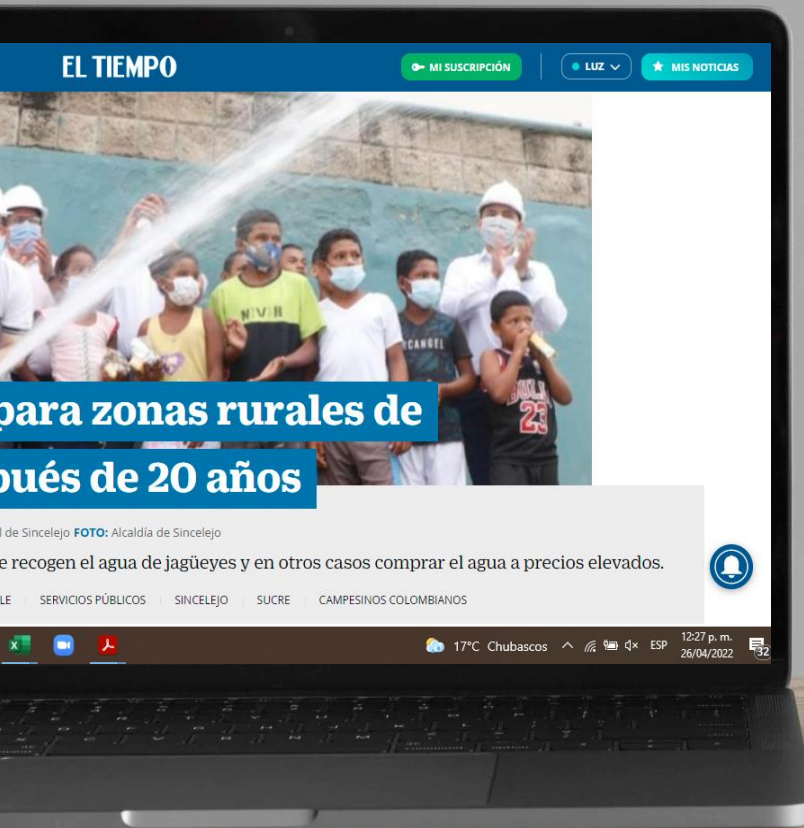 EL TIEMPO
MI SUSCRIPCIÓN
LUZ
MIS NOTICIAS
NIVIR
BULL
23
para zonas rurales de
pués de 20 años
l de Sincelejo FOTO: Alcaldía de Sincelejo
e recogen el agua de jagüeyes y en otros casos comprar el agua a precios elevados.
LE SERVICIOS PÚBLICOS SINCELEJO SUCRE CAMPESINOS COLOMBIANOS
17°C Chubascos ESP 12:27 p. m.
26/04/2022
32